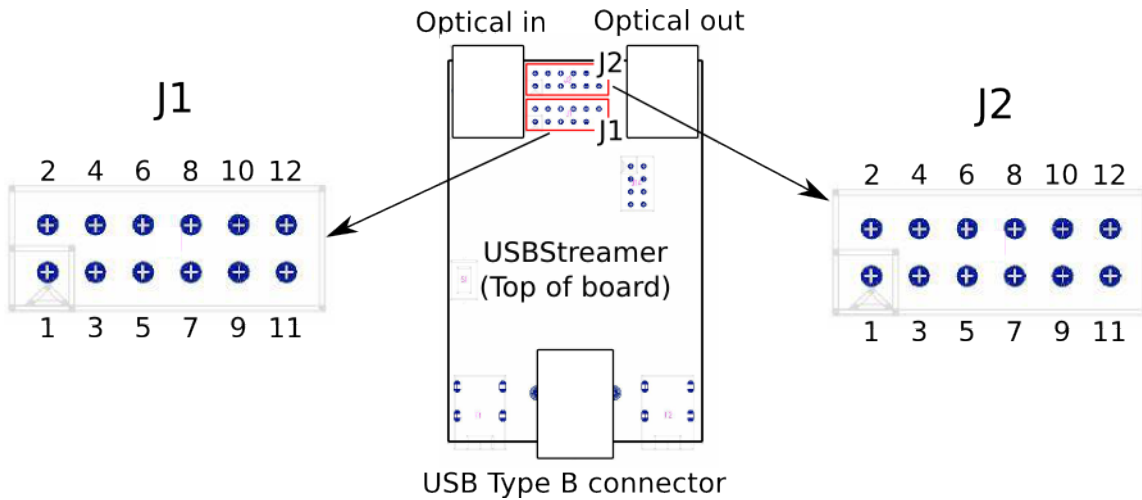 Optical in
Optical out
J1
J2
J2
J1
2 4 6 8 10 12
1 3 5 7 9 11
USBStreamer
(Top of board)
2 4 6 8 10 12
1 3 5 7 9 11
USB Type B connector